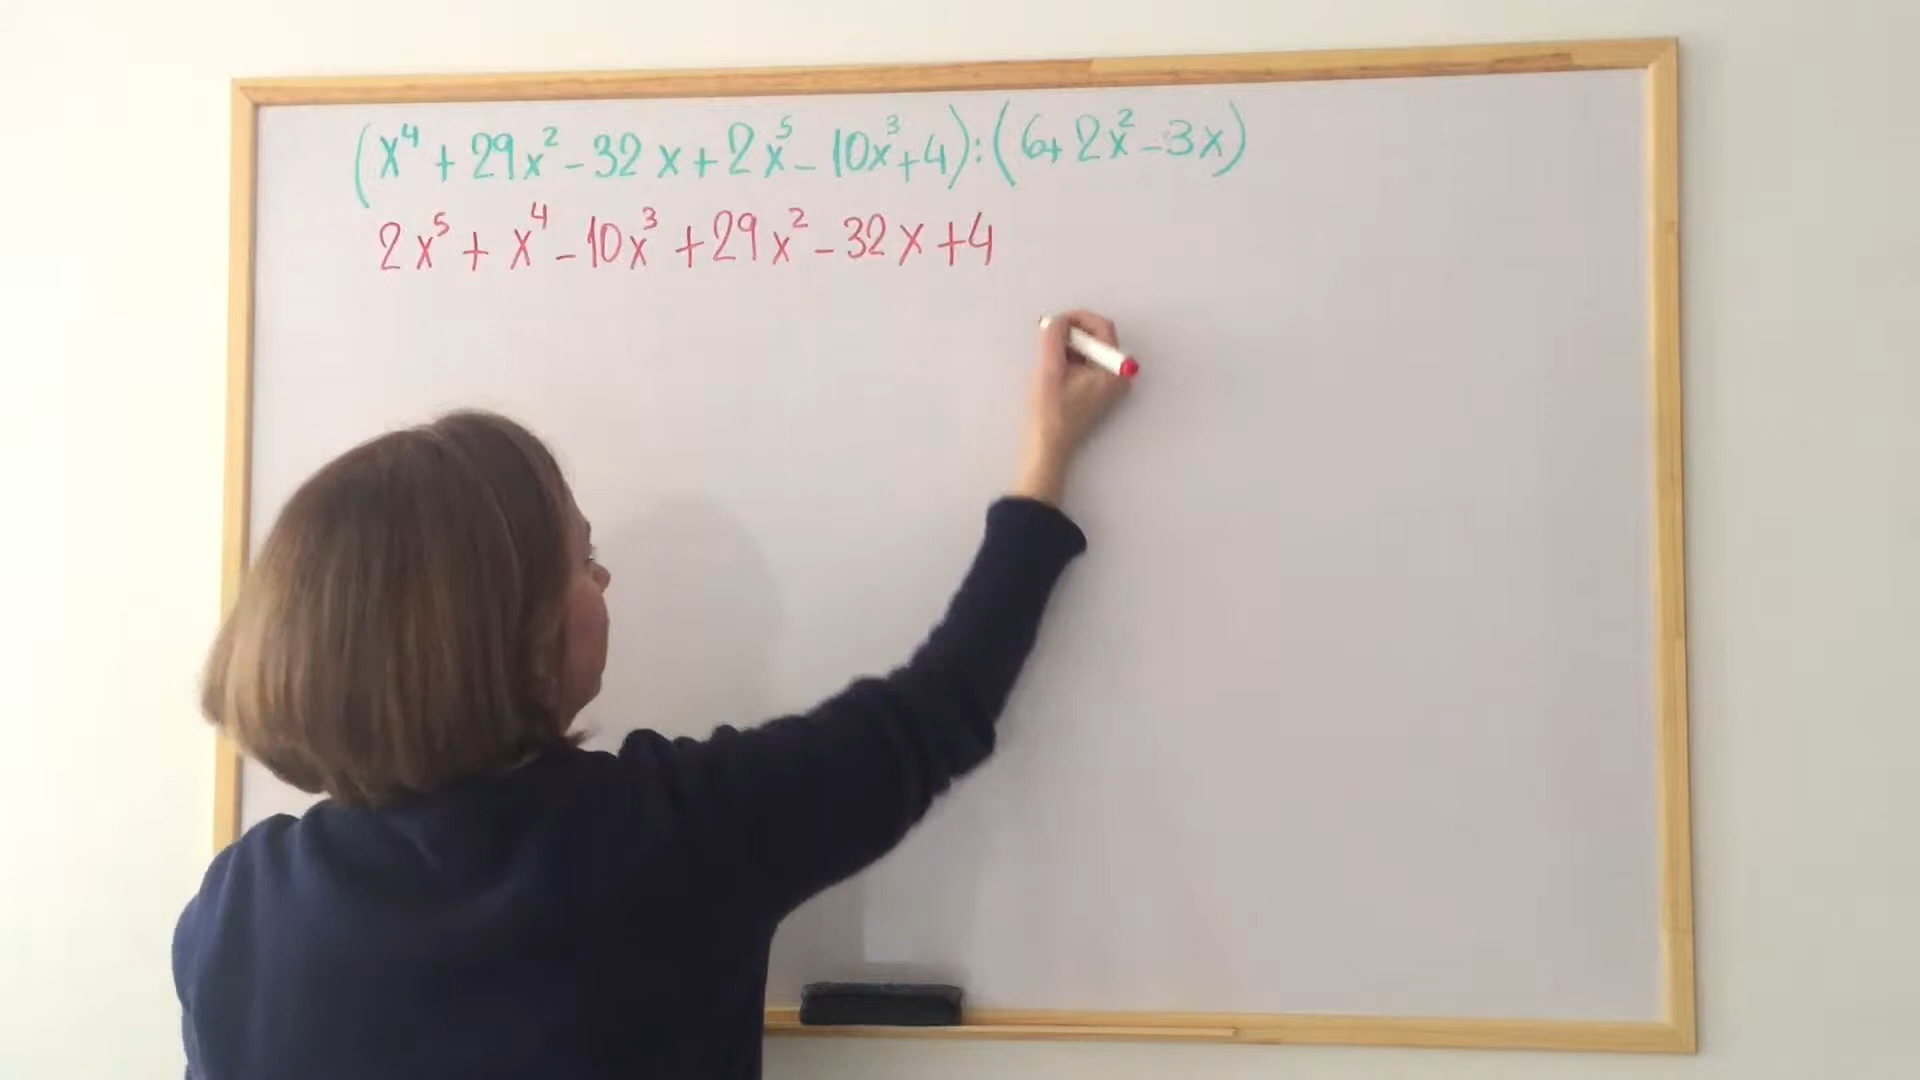 (x⁴ + 29x² - 32x + 2x⁵ - 10x³ + 4) : (6 + 2x² - 3x)
2x⁵ + x⁴ - 10x³ + 29x² - 32x + 4